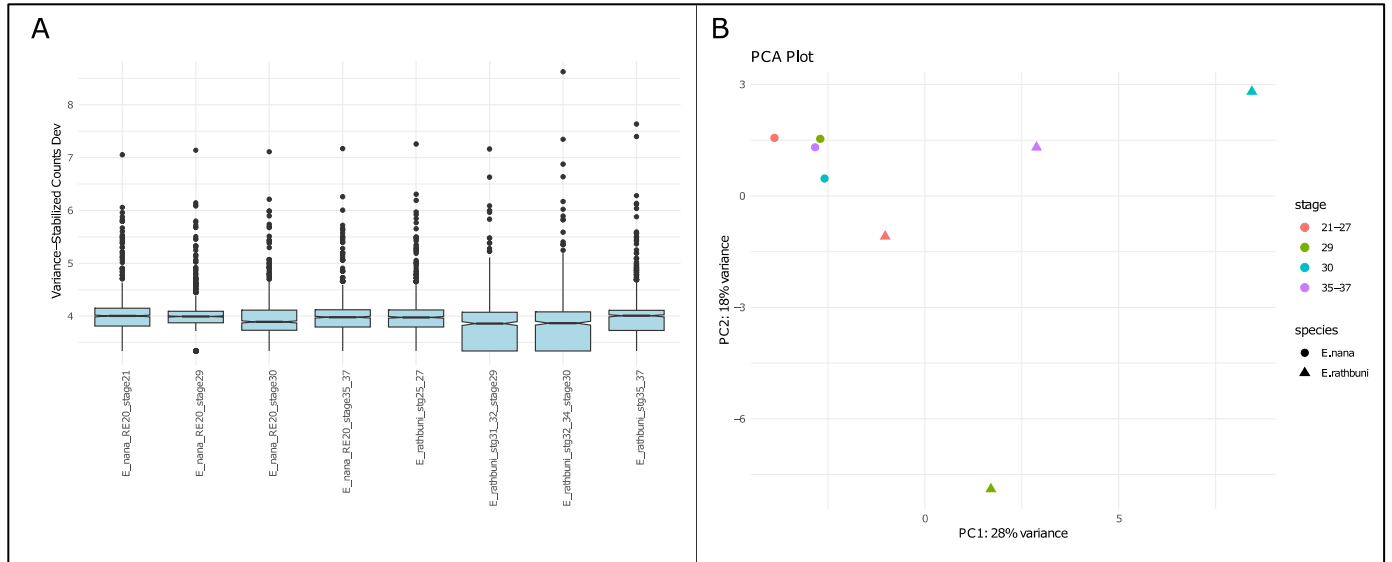 A
Variance−Stabilized Counts Dev
8
7
6
5
4
E_nana_RE20_stage21
E_nana_RE20_stage29
E_nana_RE20_stage30
E_nana_RE20_stage35_37
E_rathbuni_stg25_27
E_rathbuni_stg31_32_stage29
E_rathbuni_stg32_34_stage30
E_rathbuni_stg35_37
B
PCA Plot
PC2: 18% variance
3
0
−3
−6
0
5
PC1: 28% variance
stage
21−27
29
30
35−37
species
E.nana
E.rathbuni